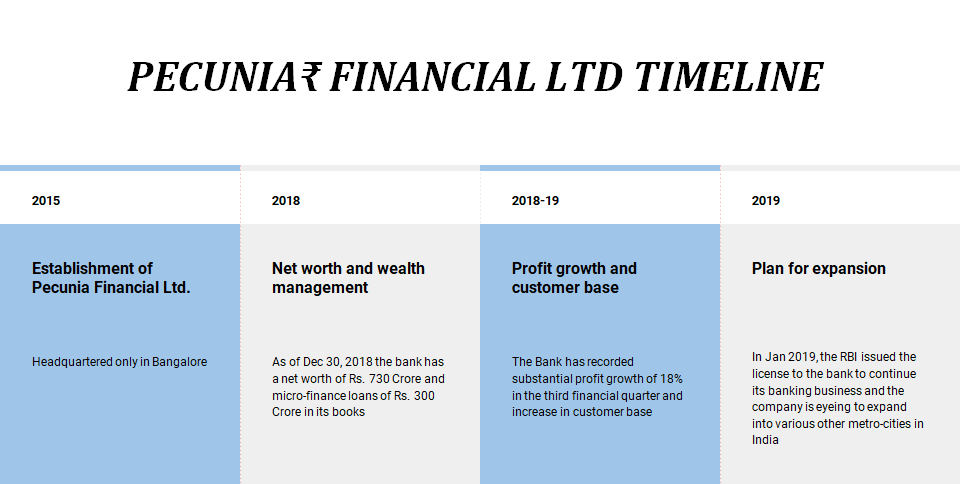 PECUNIA₹ FINANCIAL LTD TIMELINE
2015
Establishment of
Pecunia Financial Ltd.
Headquartered only in Bangalore
2018
Net worth and wealth
management
As of Dec 30, 2018 the bank has
a net worth of Rs. 730 Crore and
micro-finance loans of Rs. 300
Crore in its books
2018-19
Profit growth and
customer base
The Bank has recorded
substantial profit growth of 18%
in the third financial quarter and
increase in customer base
2019
Plan for expansion
In Jan 2019, the RBI issued the
license to the bank to continue
its banking business and the
company is eyeing to expand
into various other metro-cities in
India